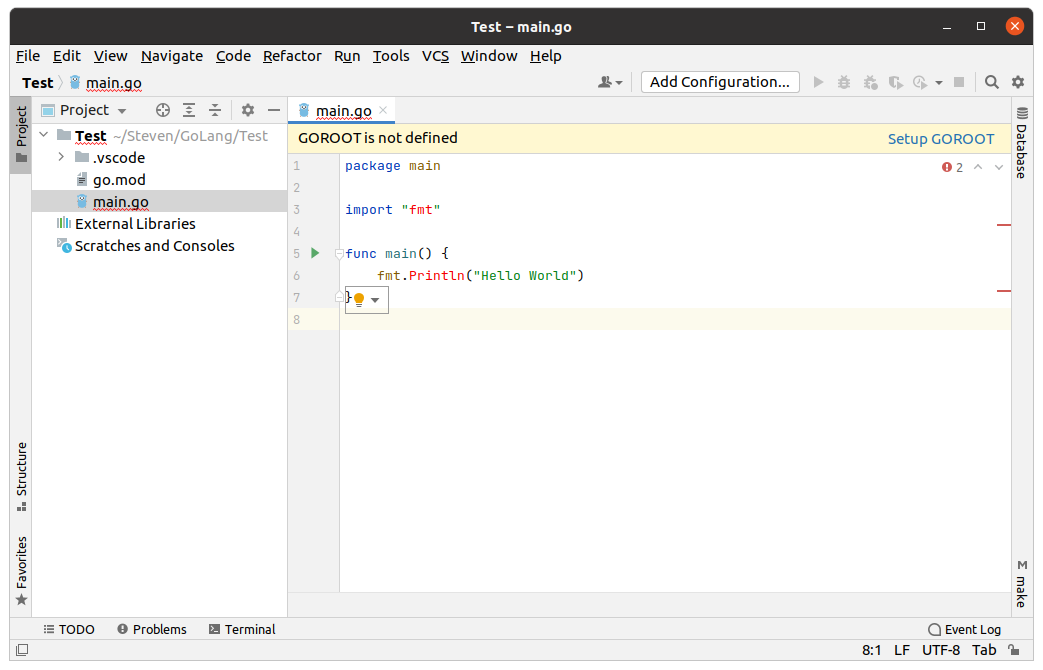 Test – main.go
File Edit View Navigate Code Refactor Run Tools VCS Window Help
Test main.go Add Configuration...
Project
Project
main.go
Test ~/Steven/GoLang/Test
.vscode
go.mod
main.go
External Libraries
Scratches and Consoles
GOROOT is not defined Setup GOROOT
1 package main
2
3 import "fmt"
4
5 func main() {
6 fmt.Println("Hello World")
7 }
8
2
Database
Structure
Favorites
M make
TODO Problems Terminal Event Log
8:1 LF UTF-8 Tab